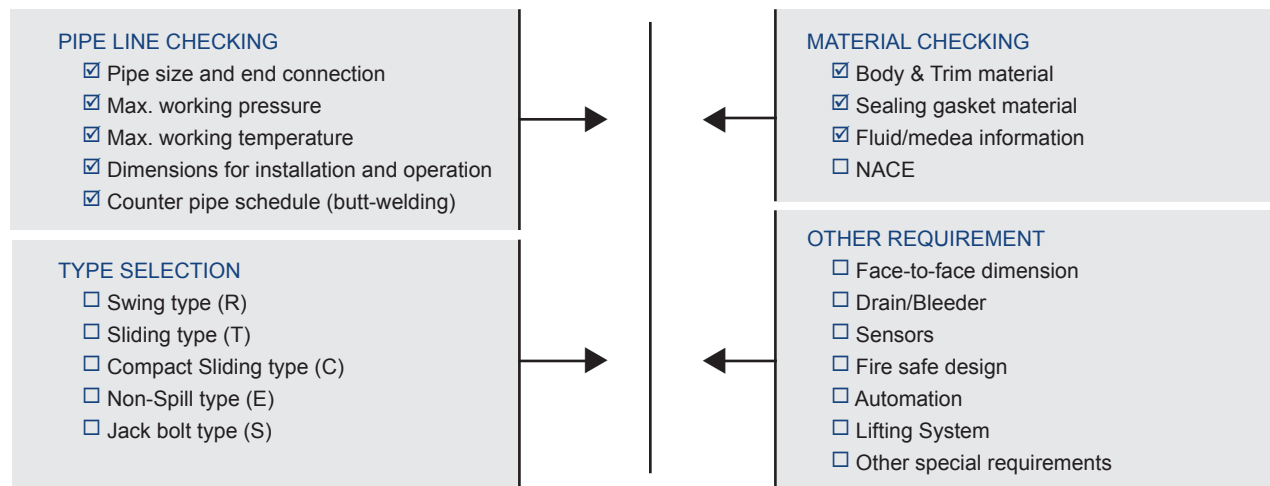 PIPE LINE CHECKING
☑ Pipe size and end connection
☑ Max. working pressure
☑ Max. working temperature
☑ Dimensions for installation and operation
☑ Counter pipe schedule (butt-welding)
TYPE SELECTION
☐ Swing type (R)
☐ Sliding type (T)
☐ Compact Sliding type (C)
☐ Non-Spill type (E)
☐ Jack bolt type (S)
MATERIAL CHECKING
☑ Body & Trim material
☑ Sealing gasket material
☑ Fluid/medea information
☐ NACE
OTHER REQUIREMENT
☐ Face-to-face dimension
☐ Drain/Bleeder
☐ Sensors
☐ Fire safe design
☐ Automation
☐ Lifting System
☐ Other special requirements